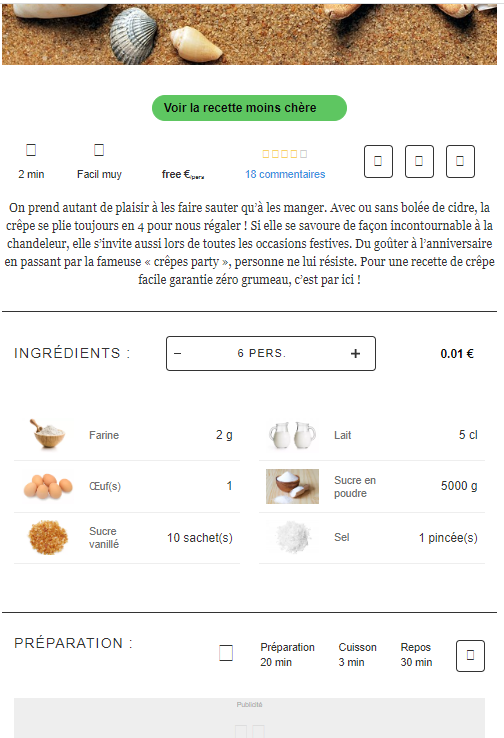 Voir la recette moins chère
2 min
Facil muy
free €/pers
18 commentaires
On prend autant de plaisir à les faire sauter qu’à les manger. Avec ou sans bolée de cidre, la
crêpe se plie toujours en 4 pour nous régaler ! Si elle se savoure de façon incontournable à la
chandeleur, elle s’invite aussi lors de toutes les occasions festives. Du goûter à l’anniversaire
en passant par la fameuse « crêpes party », personne ne lui résiste. Pour une recette de crêpe
facile garantie zéro grumeau, c’est par ici !
INGRÉDIENTS :
− 6 PERS. +
0.01 €
Farine 2 g
Lait 5 cl
Œuf(s) 1
Sucre en
poudre 5000 g
Sucre
vanillé 10 sachet(s)
Sel 1 pincée(s)
PRÉPARATION :
Préparation
20 min
Cuisson
3 min
Repos
30 min
Publicité